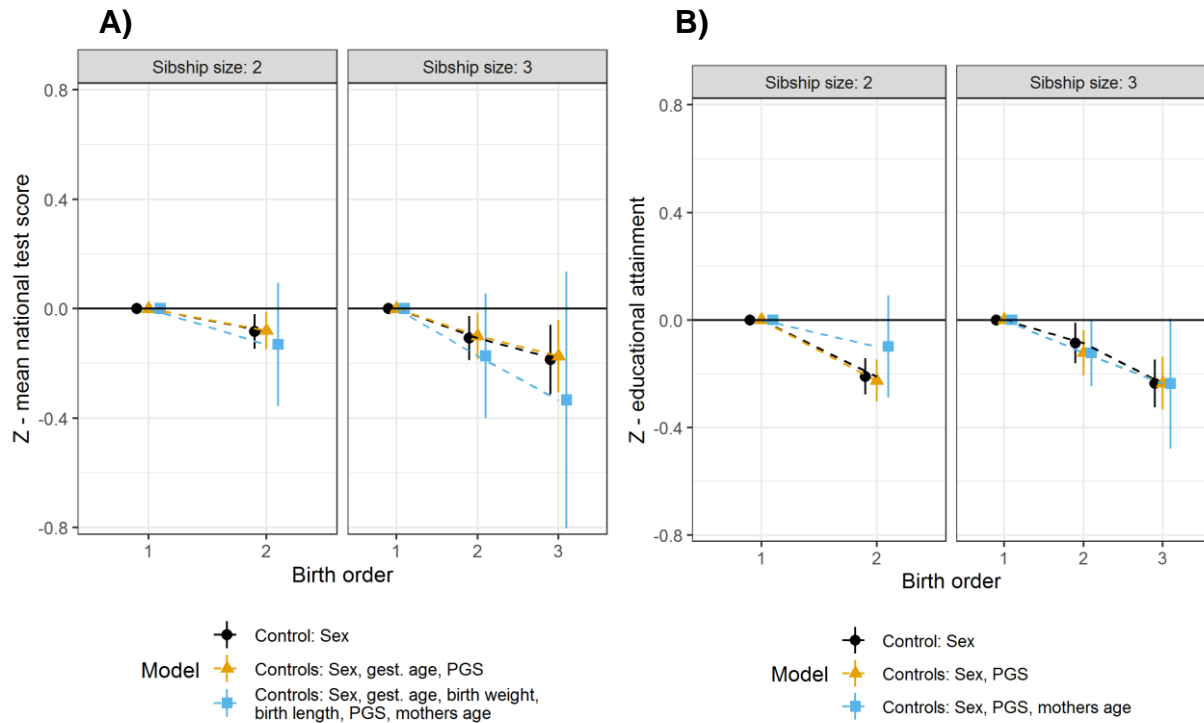 A)
Sibship size: 2
Sibship size: 3
Z - mean national test score
0.8
0.4
0.0
-0.4
-0.8
1
2
1
2
3
Birth order
Model
Control: Sex
Controls: Sex, gest. age, PGS
Controls: Sex, gest. age, birth weight,
birth length, PGS, mothers age
B)
Sibship size: 2
Sibship size: 3
Z - educational attainment
0.8
0.4
0.0
-0.4
-0.8
1
2
1
2
3
Birth order
Model
Control: Sex
Controls: Sex, PGS
Controls: Sex, PGS, mothers age